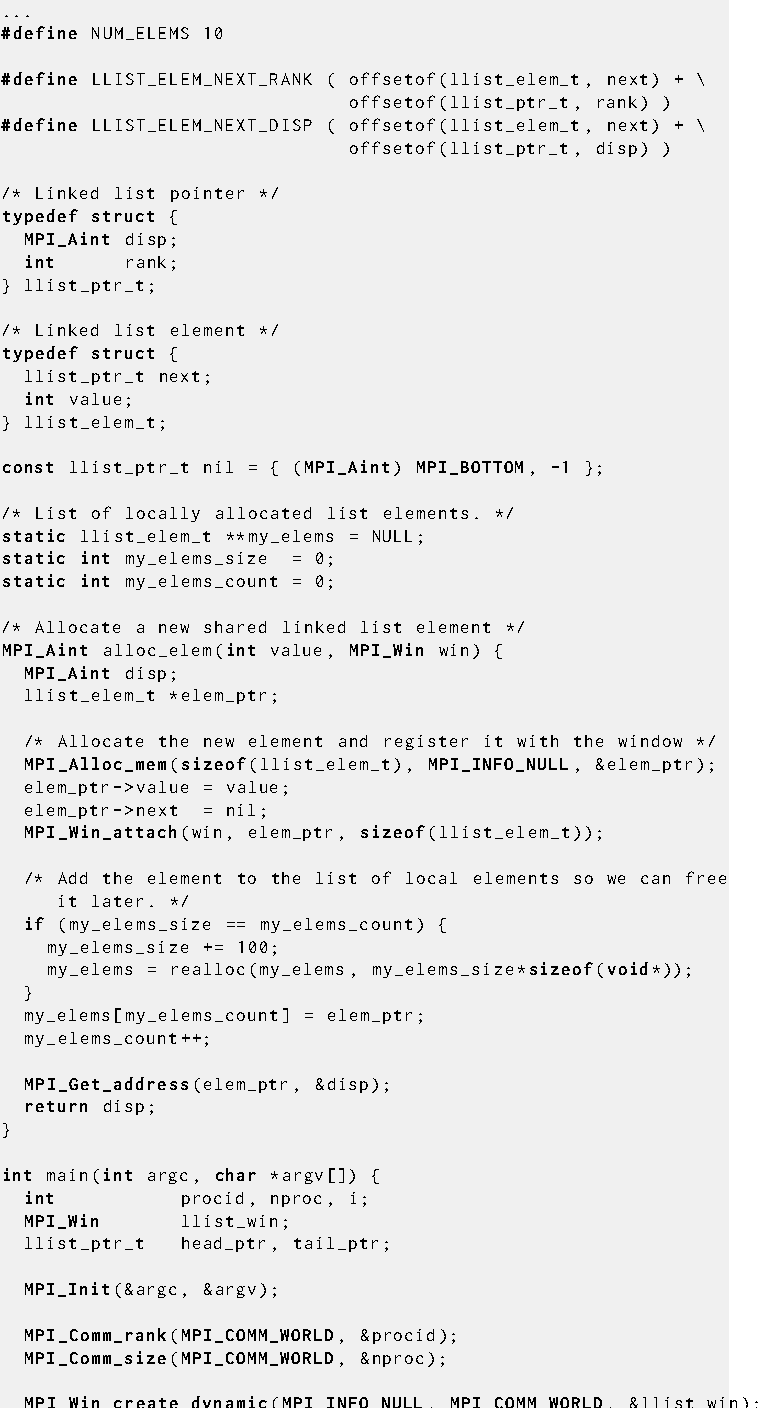 ...
#define NUM_ELEMS 10
#define LLIST_ELEM_NEXT_RANK ( offsetof(llist_elem_t, next) + \
                               offsetof(llist_ptr_t, rank) )
#define LLIST_ELEM_NEXT_DISP ( offsetof(llist_elem_t, next) + \
                               offsetof(llist_ptr_t, disp) )
/* Linked list pointer */
typedef struct {
  MPI_Aint disp;
  int      rank;
} llist_ptr_t;
/* Linked list element */
typedef struct {
  llist_ptr_t next;
  int value;
} llist_elem_t;
const llist_ptr_t nil = { (MPI_Aint) MPI_BOTTOM, -1 };
/* List of locally allocated list elements. */
static llist_elem_t **my_elems = NULL;
static int my_elems_size  = 0;
static int my_elems_count = 0;
/* Allocate a new shared linked list element */
MPI_Aint alloc_elem(int value, MPI_Win win) {
  MPI_Aint disp;
  llist_elem_t *elem_ptr;
  /* Allocate the new element and register it with the window */
  MPI_Alloc_mem(sizeof(llist_elem_t), MPI_INFO_NULL, &elem_ptr);
  elem_ptr->value = value;
  elem_ptr->next  = nil;
  MPI_Win_attach(win, elem_ptr, sizeof(llist_elem_t));
  /* Add the element to the list of local elements so we can free
     it later. */
  if (my_elems_size == my_elems_count) {
    my_elems_size += 100;
    my_elems = realloc(my_elems, my_elems_size*sizeof(void*));
  }
  my_elems[my_elems_count] = elem_ptr;
  my_elems_count++;
  MPI_Get_address(elem_ptr, &disp);
  return disp;
}
int main(int argc, char *argv[]) {
  int           procid, nproc, i;
  MPI_Win       llist_win;
  llist_ptr_t   head_ptr, tail_ptr;
  MPI_Init(&argc, &argv);
  MPI_Comm_rank(MPI_COMM_WORLD, &procid);
  MPI_Comm_size(MPI_COMM_WORLD, &nproc);
  MPI_Win_create_dynamic(MPI_INFO_NULL, MPI_COMM_WORLD, &llist_win);